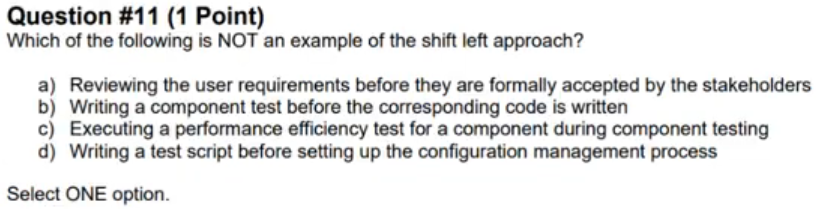 Question #11 (1 Point)
Which of the following is NOT an example of the shift left approach?
a) Reviewing the user requirements before they are formally accepted by the stakeholders
b) Writing a component test before the corresponding code is written
c) Executing a performance efficiency test for a component during component testing
d) Writing a test script before setting up the configuration management process
Select ONE option.